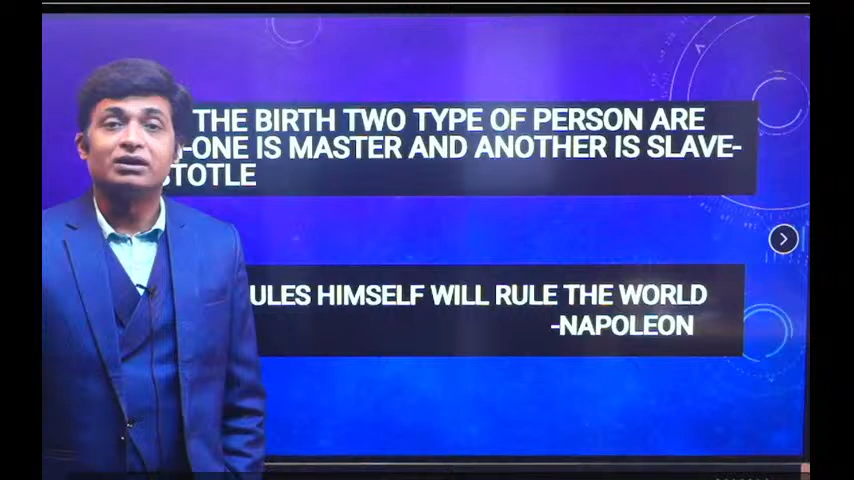 THE BIRTH TWO TYPE OF PERSON ARE
-ONE IS MASTER AND ANOTHER IS SLAVE-
STOTLE
ULES HIMSELF WILL RULE THE WORLD
-NAPOLEON